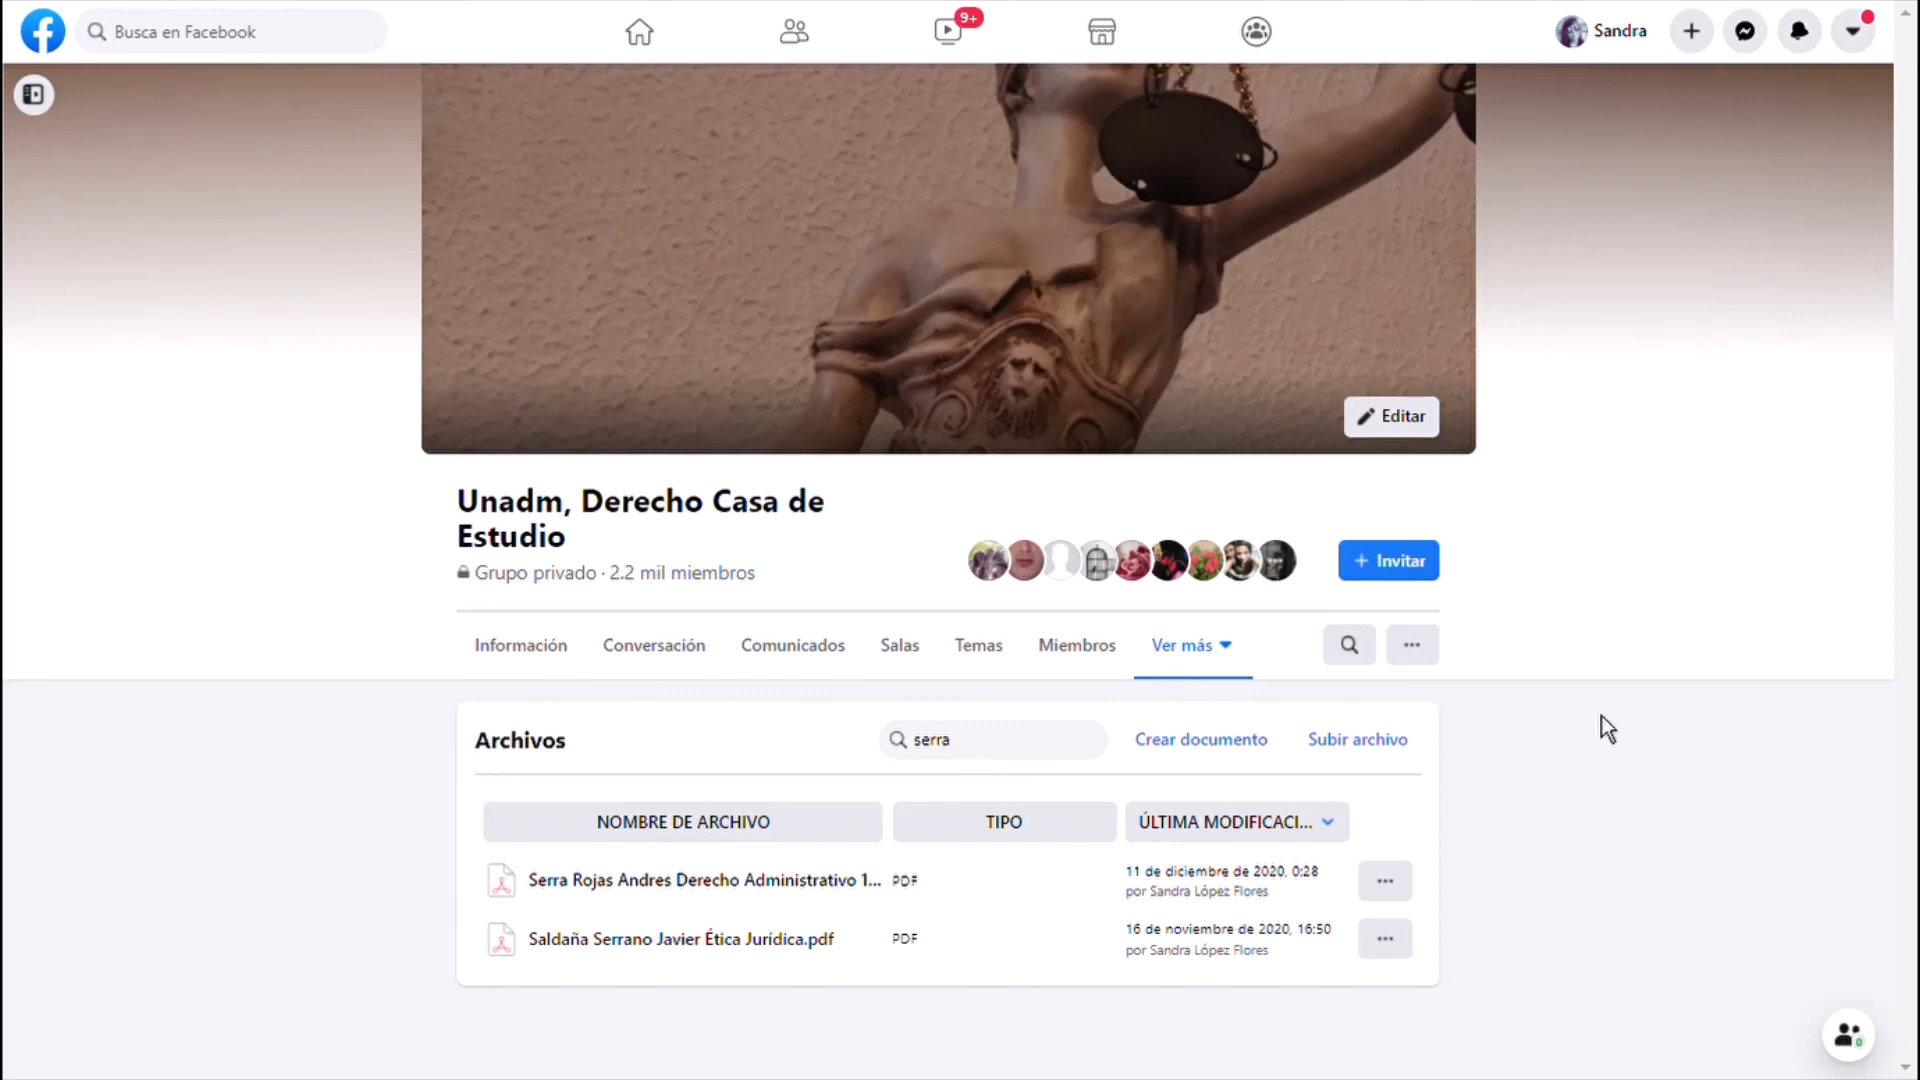 Busca en Facebook
9+
Sandra
Editar
Unadm, Derecho Casa de
Estudio
Grupo privado · 2.2 mil miembros
+ Invitar
Información
Conversación
Comunicados
Salas
Temas
Miembros
Ver más
Archivos
serra
Crear documento
Subir archivo
NOMBRE DE ARCHIVO
TIPO
ÚLTIMA MODIFICACI...
Serra Rojas Andres Derecho Administrativo 1...
PDF
11 de diciembre de 2020, 0:28
por Sandra López Flores
Saldaña Serrano Javier Ética Jurídica.pdf
PDF
16 de noviembre de 2020, 16:50
por Sandra López Flores
0